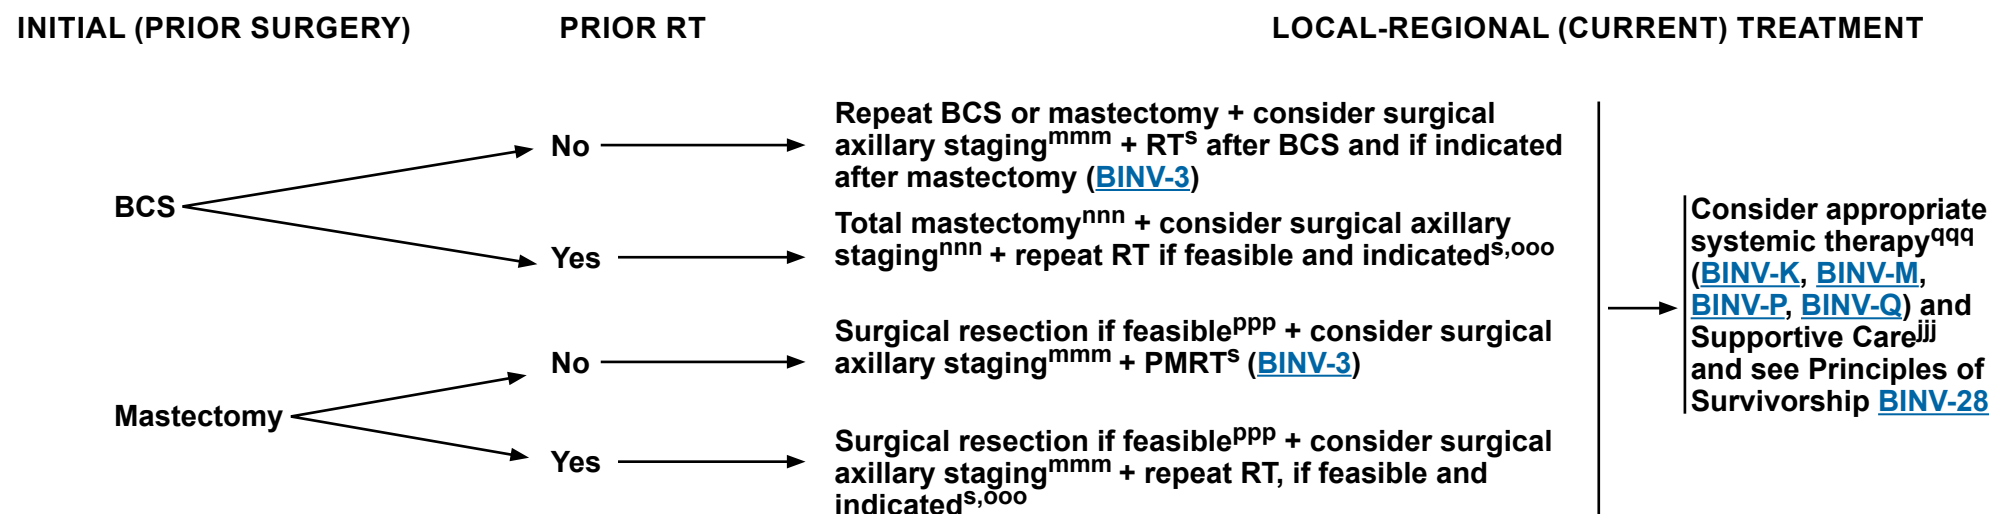 INITIAL (PRIOR SURGERY)
PRIOR RT
LOCAL-REGIONAL (CURRENT) TREATMENT
BCS
No
Repeat BCS or mastectomy + consider surgical
axillary stagingmmm + RTs after BCS and if indicated
after mastectomy (BINV-3)
Yes
Total mastectomynnn + consider surgical axillary
stagingnnn + repeat RT if feasible and indicateds,ooo
Mastectomy
No
Surgical resection if feasibleppp + consider surgical
axillary stagingmmm + PMRTs (BINV-3)
Yes
Surgical resection if feasibleppp + consider surgical
axillary stagingmmm + repeat RT, if feasible and
indicateds,ooo
Consider appropriate
systemic therapyqqq
(BINV-K, BINV-M,
BINV-P, BINV-Q) and
Supportive Carejjj
and see Principles of
Survivorship BINV-28